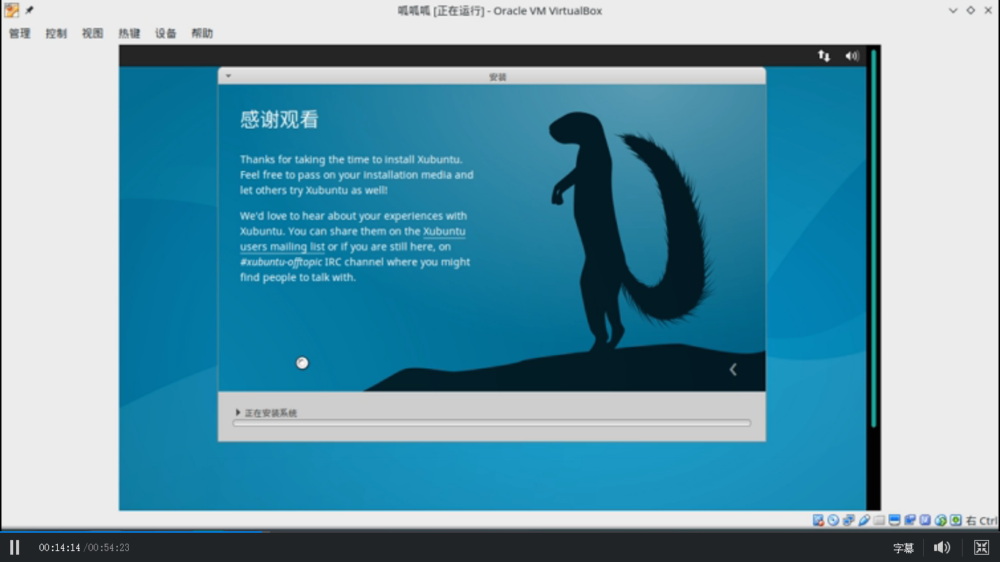 呱呱呱 [正在运行] - Oracle VM VirtualBox
管理 控制 视图 热键 设备 帮助
安装
感谢观看
Thanks for taking the time to install Xubuntu.
Feel free to pass on your installation media and
let others try Xubuntu as well!
We'd love to hear about your experiences with
Xubuntu. You can share them on the Xubuntu
users mailing list or if you are still here, on
#xubuntu-offtopic IRC channel where you might
find people to talk with.
正在安装系统
右 Ctrl
00:14:14 /00:54:23
字幕